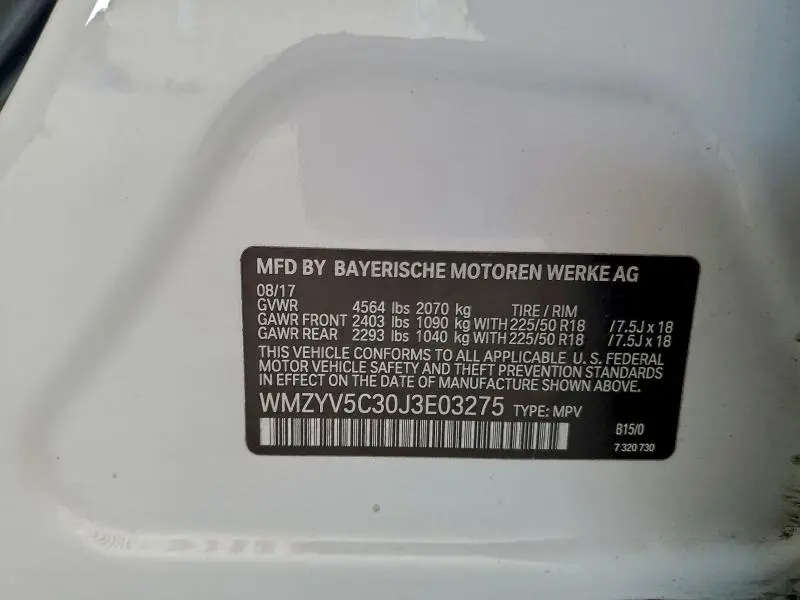 MFD BY BAYERISCHE MOTOREN WERKE AG
08/17
GVWR 4564 lbs 2070 kg TIRE / RIM
GAWR FRONT 2403 lbs 1090 kg WITH 225/50 R18 /7.5J x 18
GAWR REAR 2293 lbs 1040 kg WITH 225/50 R18 /7.5J x 18
THIS VEHICLE CONFORMS TO ALL APPLICABLE U. S. FEDERAL
MOTOR VEHICLE SAFETY AND THEFT PREVENTION STANDARDS
IN EFFECT ON THE DATE OF MANUFACTURE SHOWN ABOVE.
WMZYV5C30J3E03275 TYPE: MPV
B15/0
7 320 730